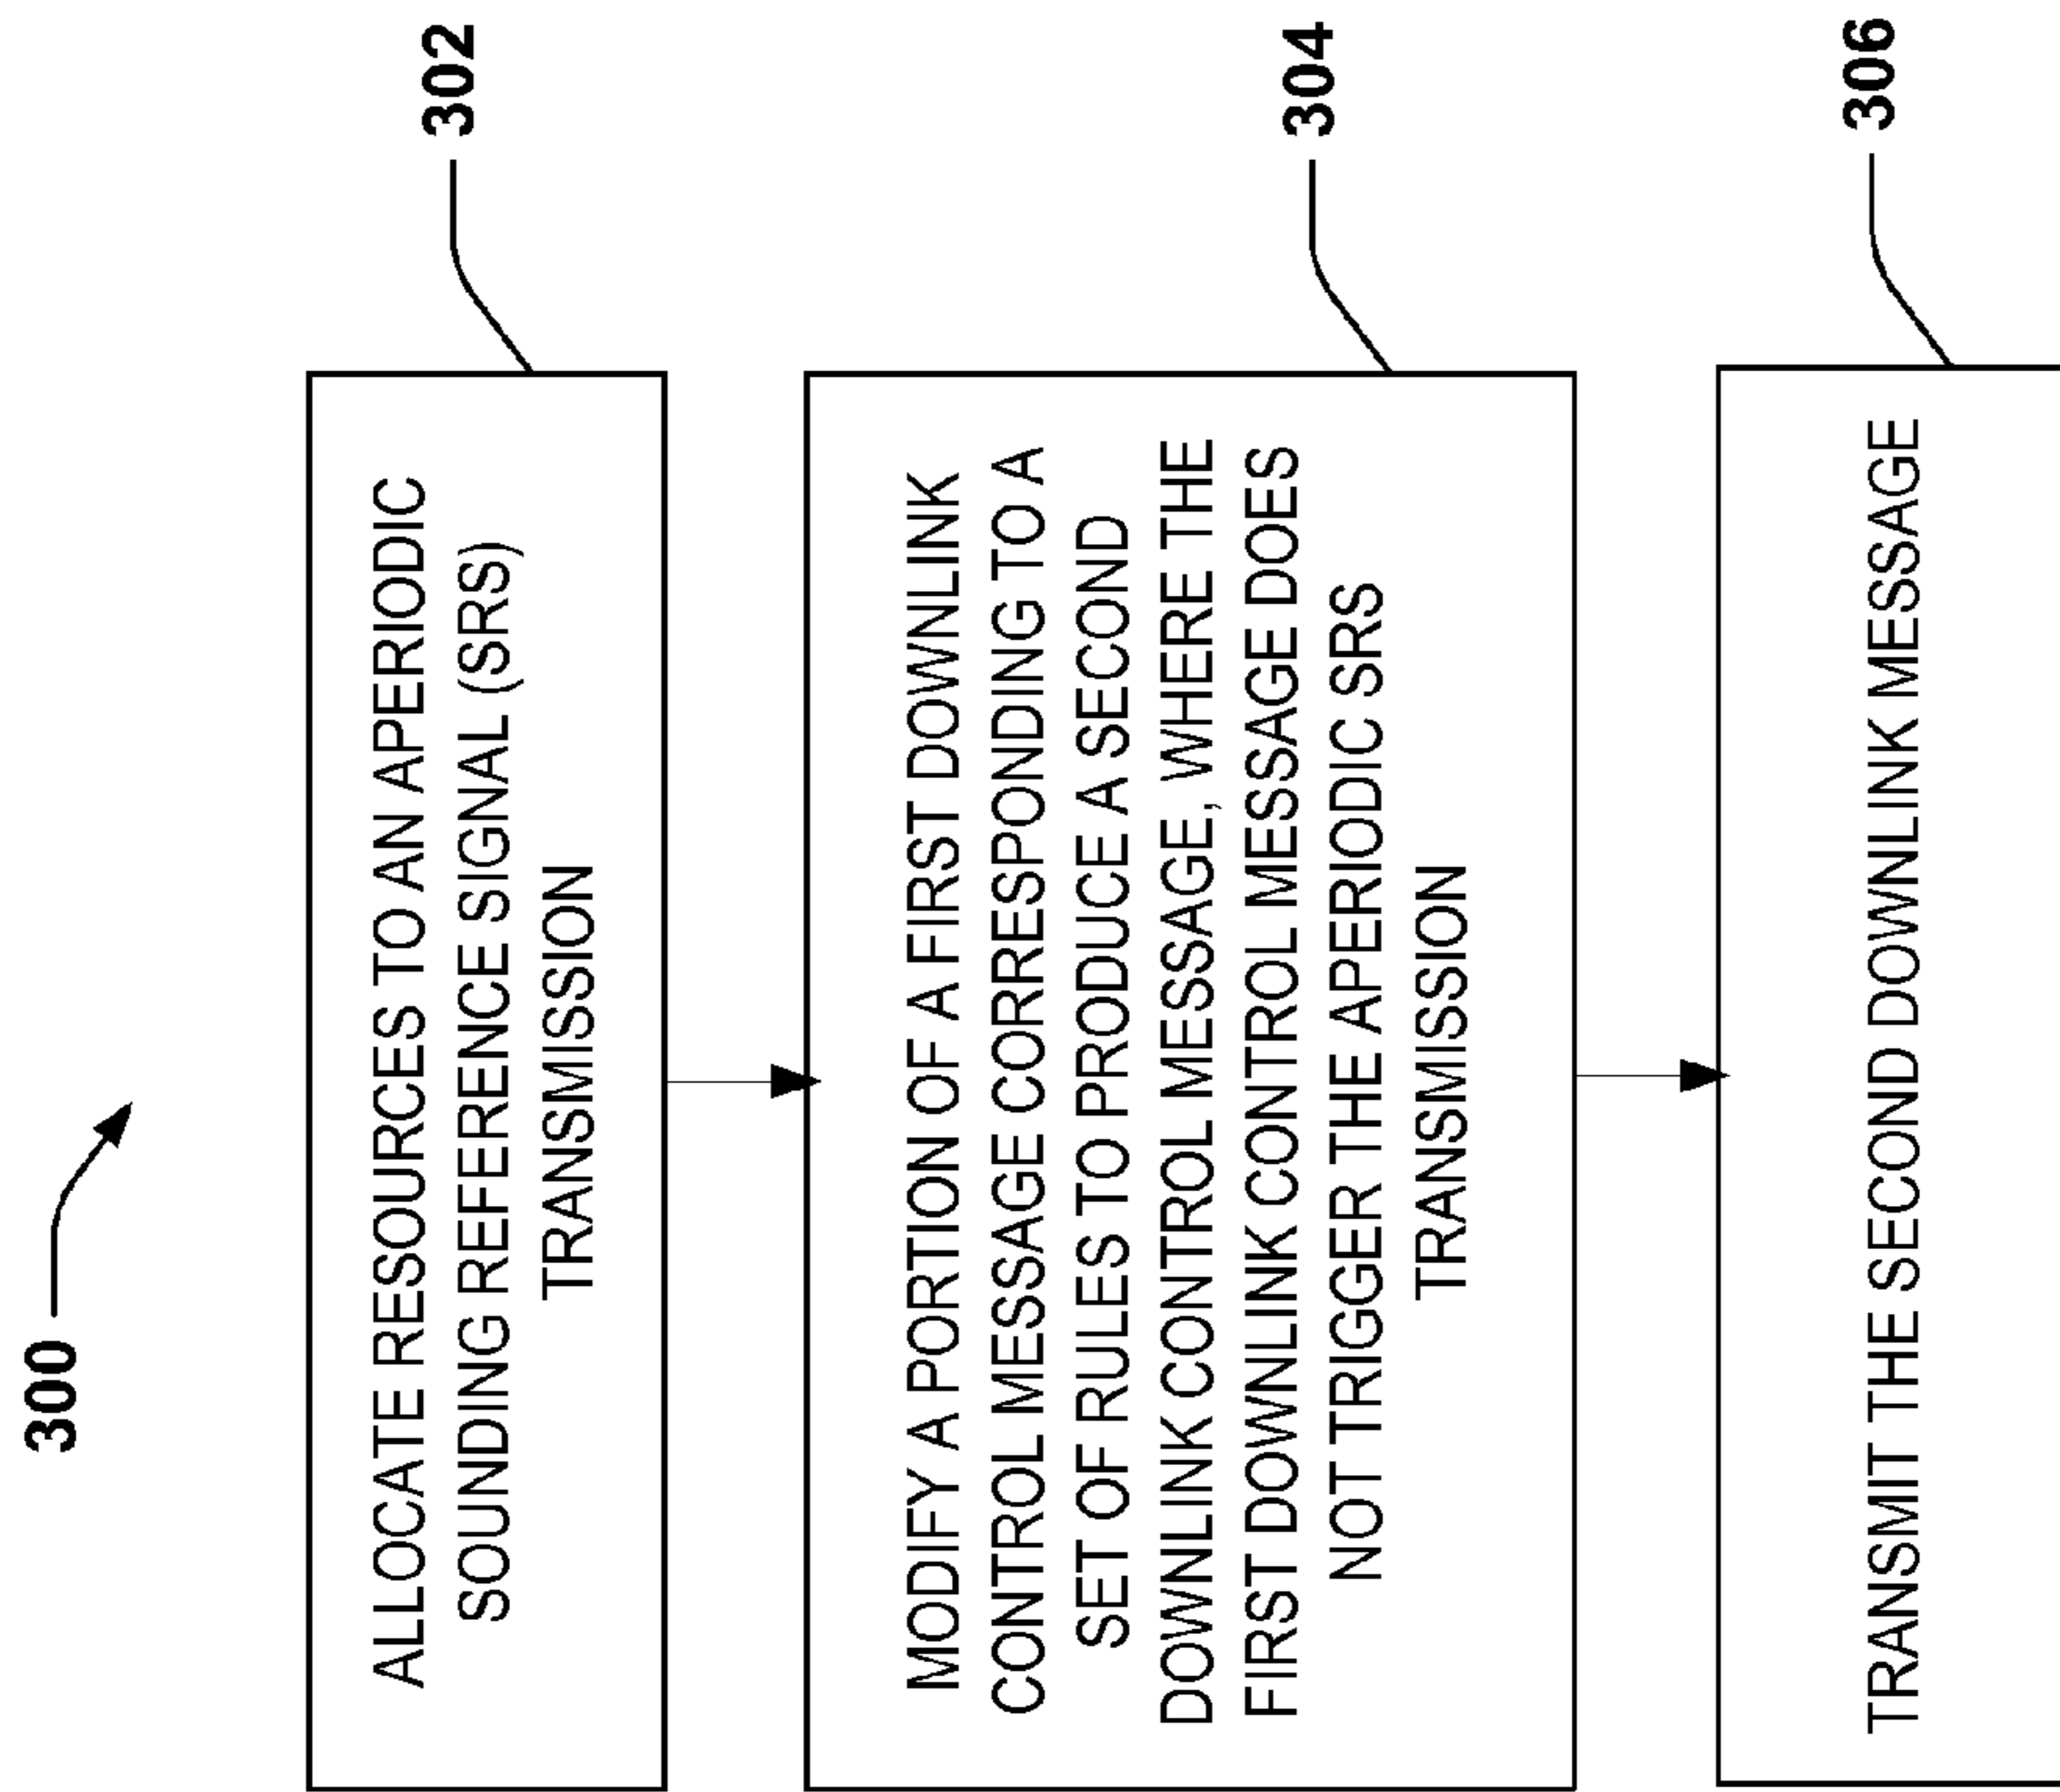 300
ALLOCATE RESOURCES TO AN APERIODIC
SOUNDING REFERENCE SIGNAL (SRS)
TRANSMISSION
302
MODIFY A PORTION OF A FIRST DOWNLINK
CONTROL MESSAGE CORRESPONDING TO A
SET OF RULES TO PRODUCE A SECOND
DOWNLINK CONTROL MESSAGE, WHERE THE
FIRST DOWNLINK CONTROL MESSAGE DOES
NOT TRIGGER THE APERIODIC SRS
TRANSMISSION
304
TRANSMIT THE SECOND DOWNLINK MESSAGE
306